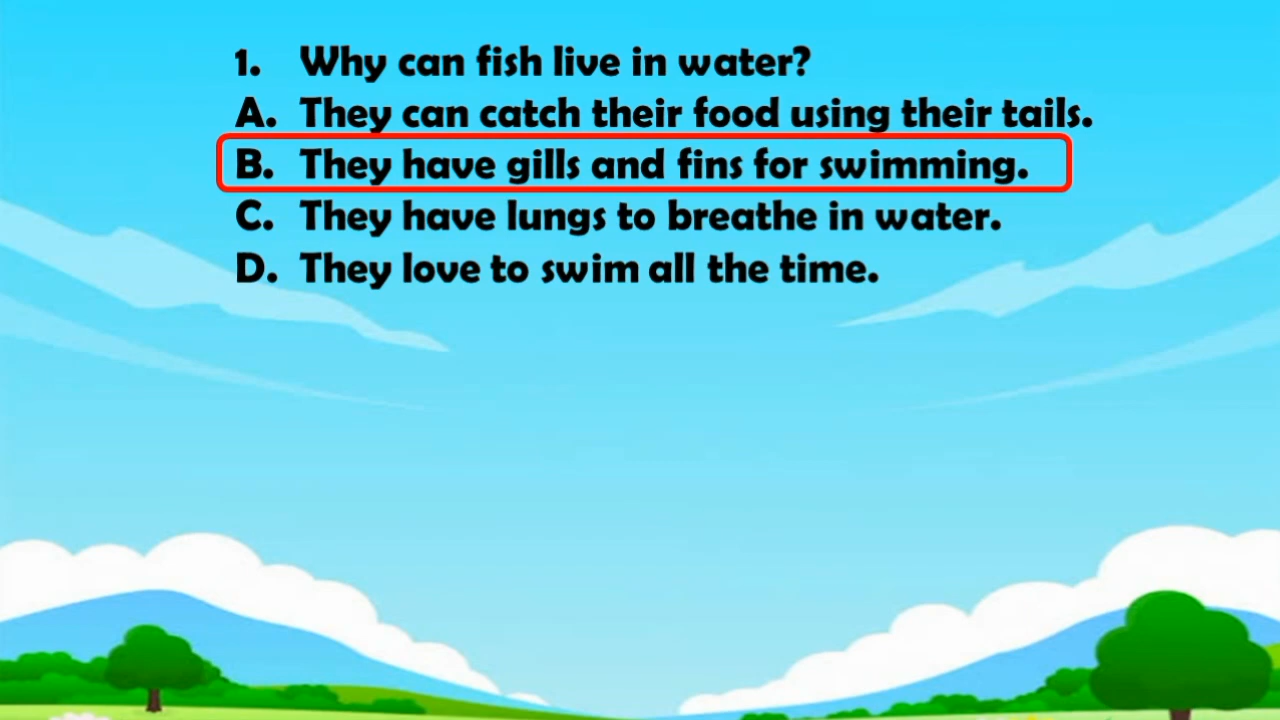 1. Why can fish live in water?
A. They can catch their food using their tails.
B. They have gills and fins for swimming.
C. They have lungs to breathe in water.
D. They love to swim all the time.